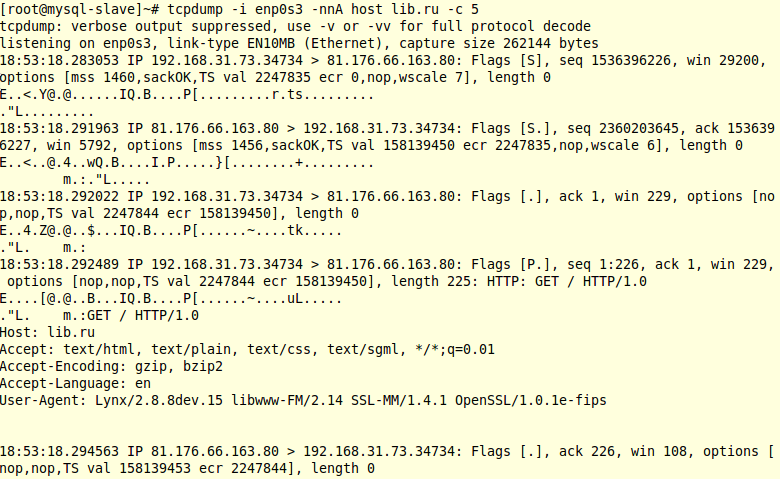 [root@mysql-slave]~# tcpdump -i enp0s3 -nnA host lib.ru -c 5
tcpdump: verbose output suppressed, use -v or -vv for full protocol decode
listening on enp0s3, link-type EN10MB (Ethernet), capture size 262144 bytes
18:53:18.283053 IP 192.168.31.73.34734 > 81.176.66.163.80: Flags [S], seq 1536396226, win 29200,
options [mss 1460,sackOK,TS val 2247835 ecr 0,nop,wscale 7], length 0
E..<.Y@.@......IQ.B....P[.........r.ts.........
."L.........
18:53:18.291963 IP 81.176.66.163.80 > 192.168.31.73.34734: Flags [S.], seq 2360203645, ack 153639
6227, win 5792, options [mss 1456,sackOK,TS val 158139450 ecr 2247835,nop,wscale 6], length 0
E..<..@.4..wQ.B....I.P.....}[........+.........
        m.:."L.....
18:53:18.292022 IP 192.168.31.73.34734 > 81.176.66.163.80: Flags [.], ack 1, win 229, options [no
p,nop,TS val 2247844 ecr 158139450], length 0
E..4.Z@.@..$...IQ.B....P[......~....tk.....
."L.    m.:
18:53:18.292489 IP 192.168.31.73.34734 > 81.176.66.163.80: Flags [P.], seq 1:226, ack 1, win 229,
 options [nop,nop,TS val 2247844 ecr 158139450], length 225: HTTP: GET / HTTP/1.0
E....[@.@..B...IQ.B....P[......~....uL.....
."L.    m.:GET / HTTP/1.0
Host: lib.ru
Accept: text/html, text/plain, text/css, text/sgml, */*;q=0.01
Accept-Encoding: gzip, bzip2
Accept-Language: en
User-Agent: Lynx/2.8.8dev.15 libwww-FM/2.14 SSL-MM/1.4.1 OpenSSL/1.0.1e-fips
18:53:18.294563 IP 81.176.66.163.80 > 192.168.31.73.34734: Flags [.], ack 226, win 108, options [
nop,nop,TS val 158139453 ecr 2247844], length 0